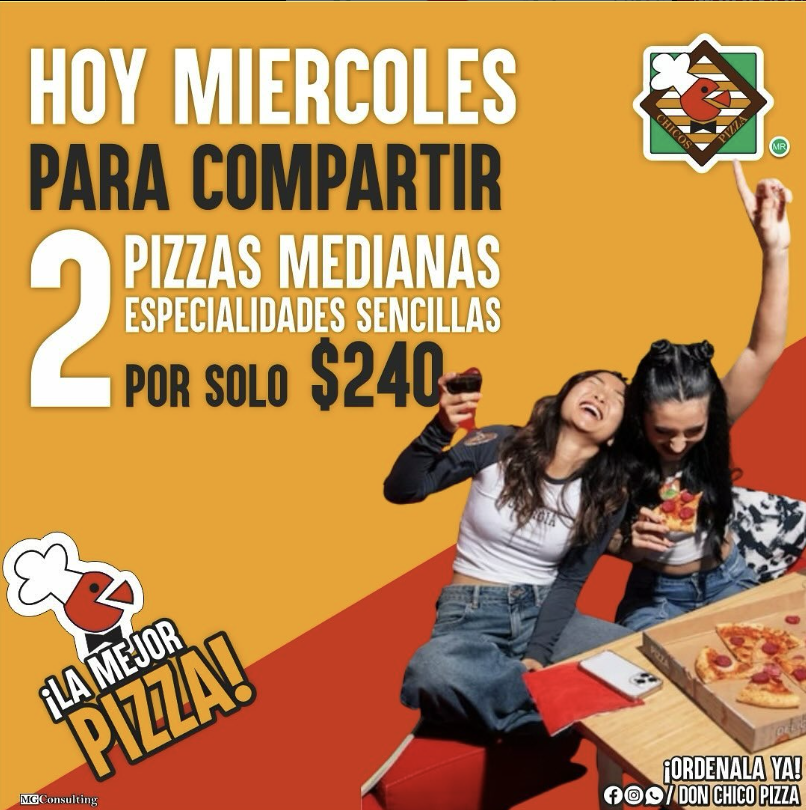 HOY MIERCOLES
PARA COMPARTIR
2 PIZZAS MEDIANAS
ESPECIALIDADES SENCILLAS
POR SOLO $240
CHICOS PIZZA
MR
¡LA MEJOR
PIZZA!
PIZZA
¡ORDENALA YA!
/ DON CHICO PIZZA
MGConsulting